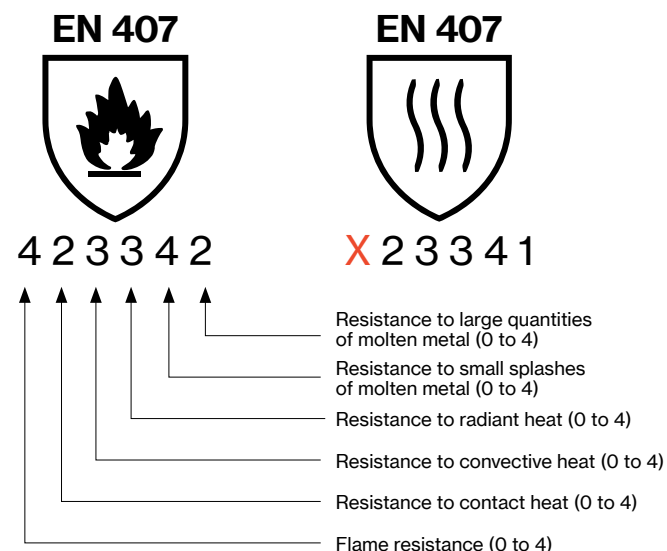 EN 407
EN 407
4 2 3 3 4 2
X 2 3 3 4 1
Resistance to large quantities
of molten metal (0 to 4)
Resistance to small splashes
of molten metal (0 to 4)
Resistance to radiant heat (0 to 4)
Resistance to convective heat (0 to 4)
Resistance to contact heat (0 to 4)
Flame resistance (0 to 4)